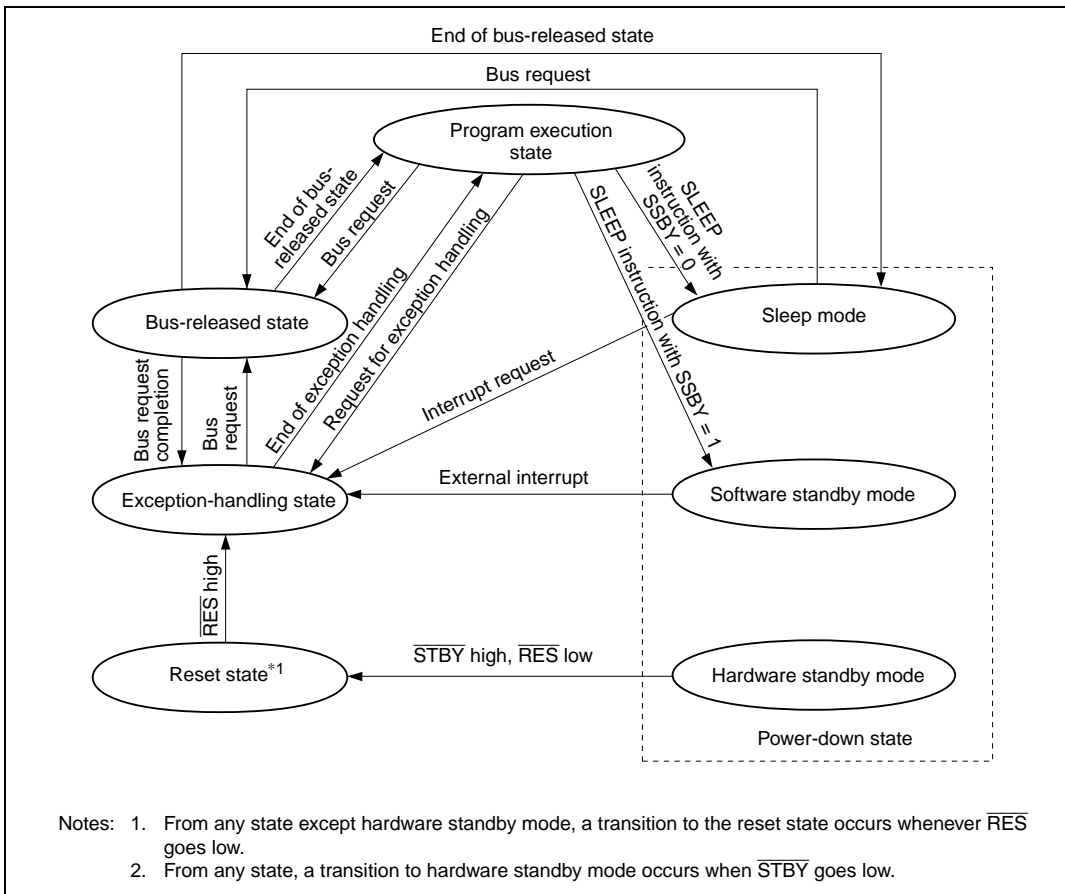 End of bus-released state
Bus request
Program execution
state
End of bus-
released state
Bus request
End of exception handling
Request for exception handling
SLEEP instruction with SSBY = 1
SLEEP
instruction with
SSBY = 0
Bus-released state
Sleep mode
Bus request
completion
Bus
request
Interrupt request
External interrupt
Exception-handling state
Software standby mode
R̅E̅S̅ high
S̅T̅B̅Y̅ high, R̅E̅S̅ low
Reset state*1
Hardware standby mode
Power-down state
Notes: 1. From any state except hardware standby mode, a transition to the reset state occurs whenever R̅E̅S̅
goes low.
2. From any state, a transition to hardware standby mode occurs when S̅T̅B̅Y̅ goes low.